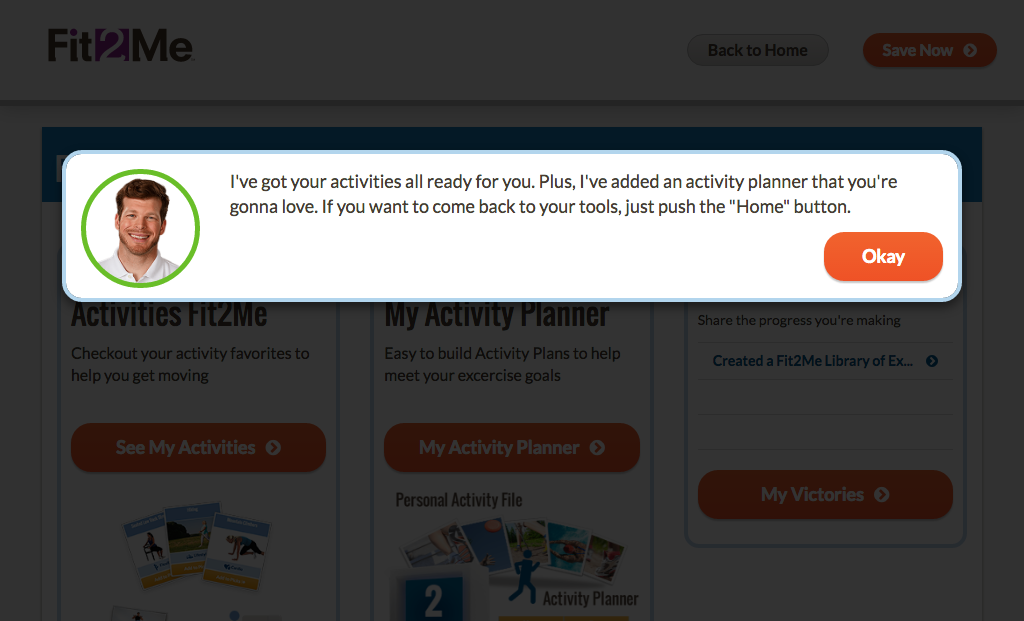 Fit2Me
Back to Home
Save Now
I've got your activities all ready for you. Plus, I've added an activity planner that you're
gonna love. If you want to come back to your tools, just push the "Home" button.
Okay
Activities Fit2Me
Checkout your activity favorites to
help you get moving
See My Activities
My Activity Planner
Easy to build Activity Plans to help
meet your excercise goals
My Activity Planner
Personal Activity File
2
Activity Planner
Share the progress you're making
Created a Fit2Me Library of Ex...
My Victories